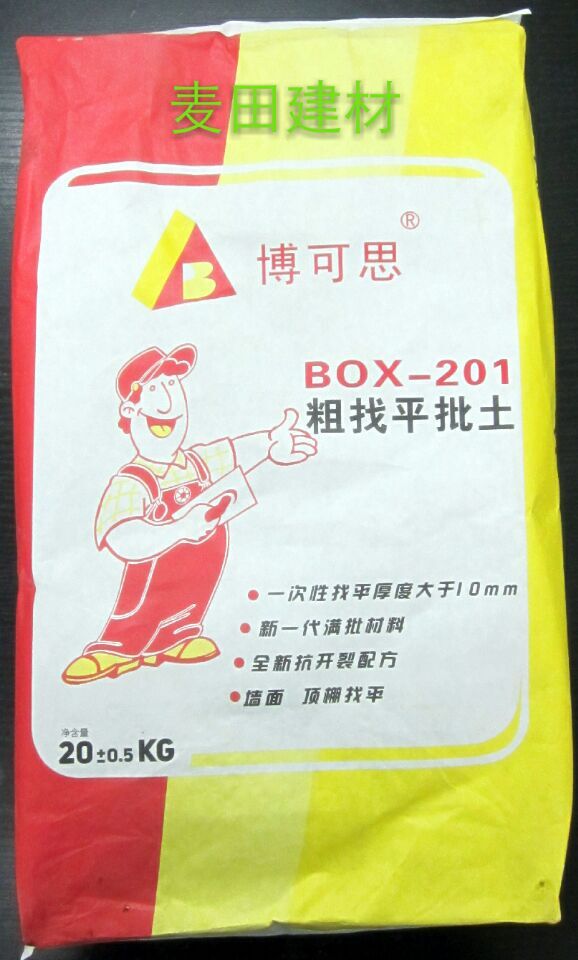 麦田建材
博可思®
BOX-201
粗找平批土
一次性找平厚度大于10mm
新一代满批材料
全新抗开裂配方
墙面 顶棚找平
净含量
20±0.5KG
B